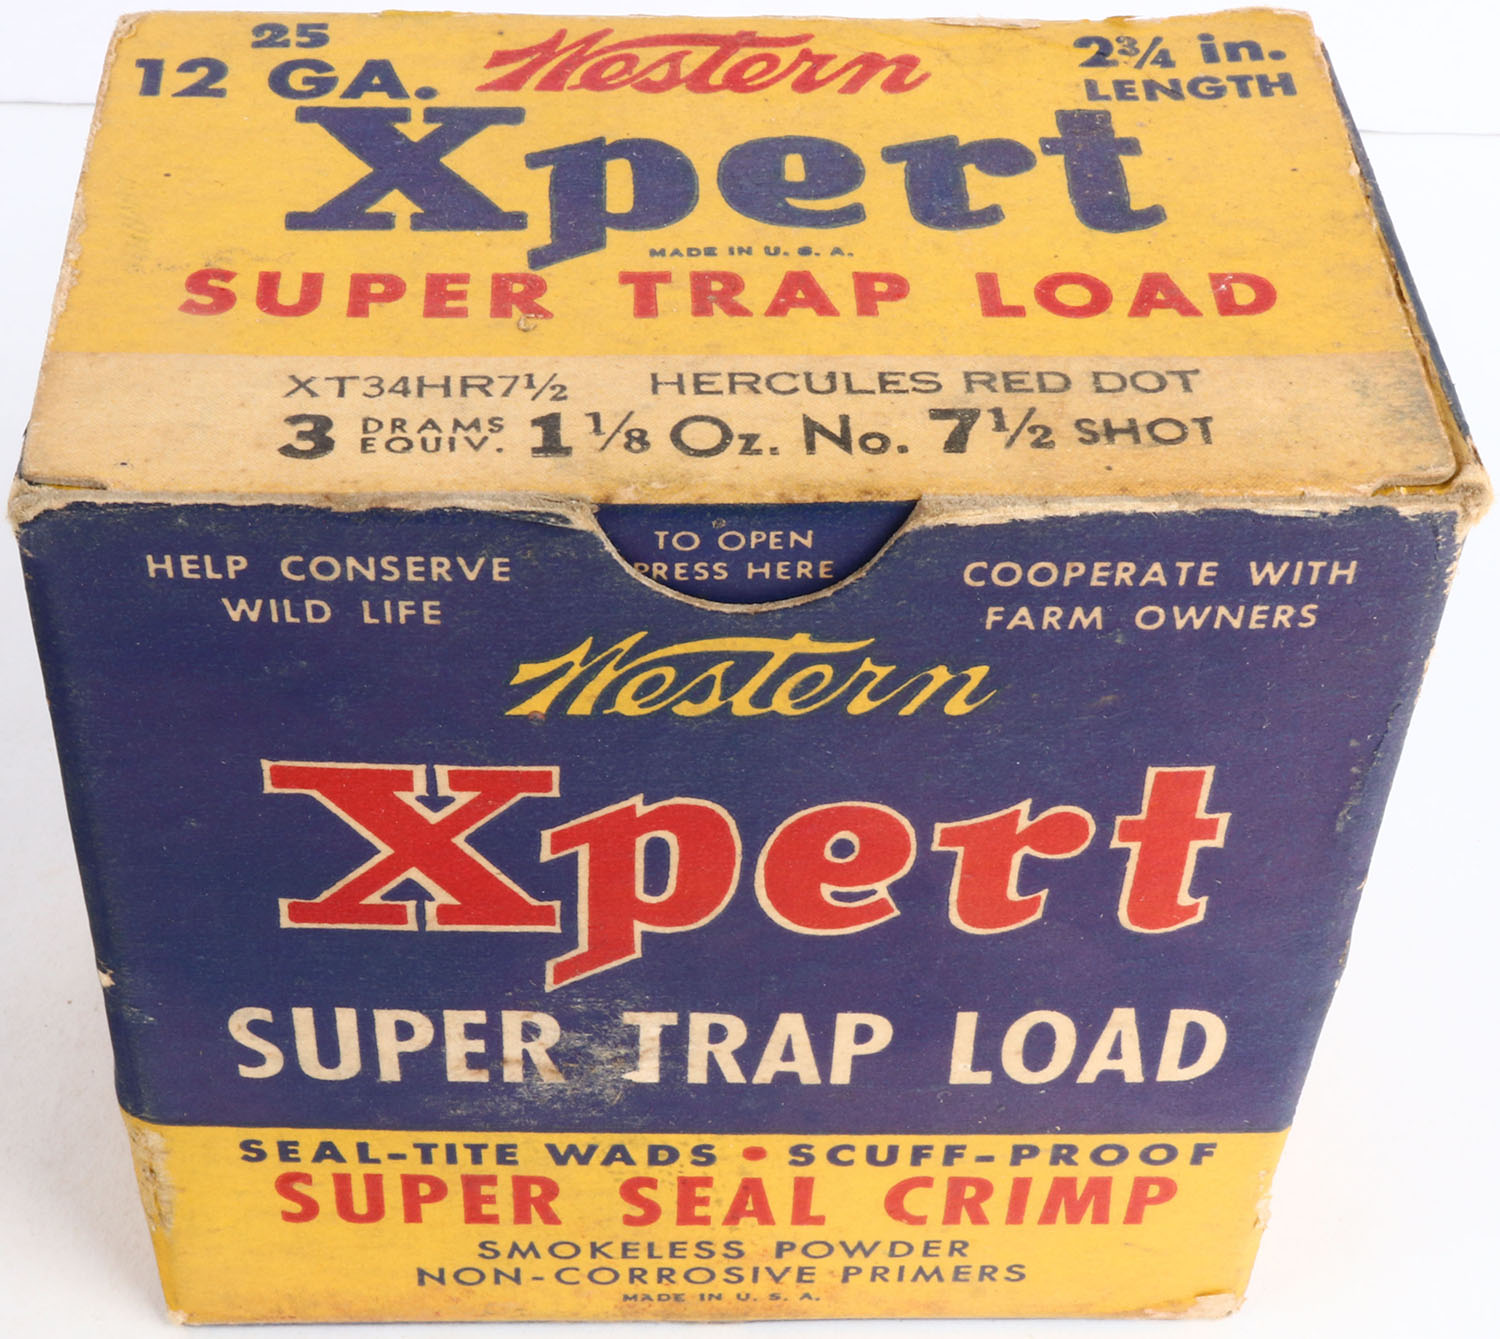 25
12 GA.
Western
2¾ in.
LENGTH
Xpert
MADE IN U. S. A.
SUPER TRAP LOAD
XT34HR7½ HERCULES RED DOT
3 DRAMS EQUIV. 1⅛ Oz. No. 7½ SHOT
TO OPEN
PRESS HERE
HELP CONSERVE
WILD LIFE
COOPERATE WITH
FARM OWNERS
Western
Xpert
SUPER TRAP LOAD
SEAL-TITE WADS • SCUFF-PROOF
SUPER SEAL CRIMP
SMOKELESS POWDER
NON-CORROSIVE PRIMERS
MADE IN U. S. A.